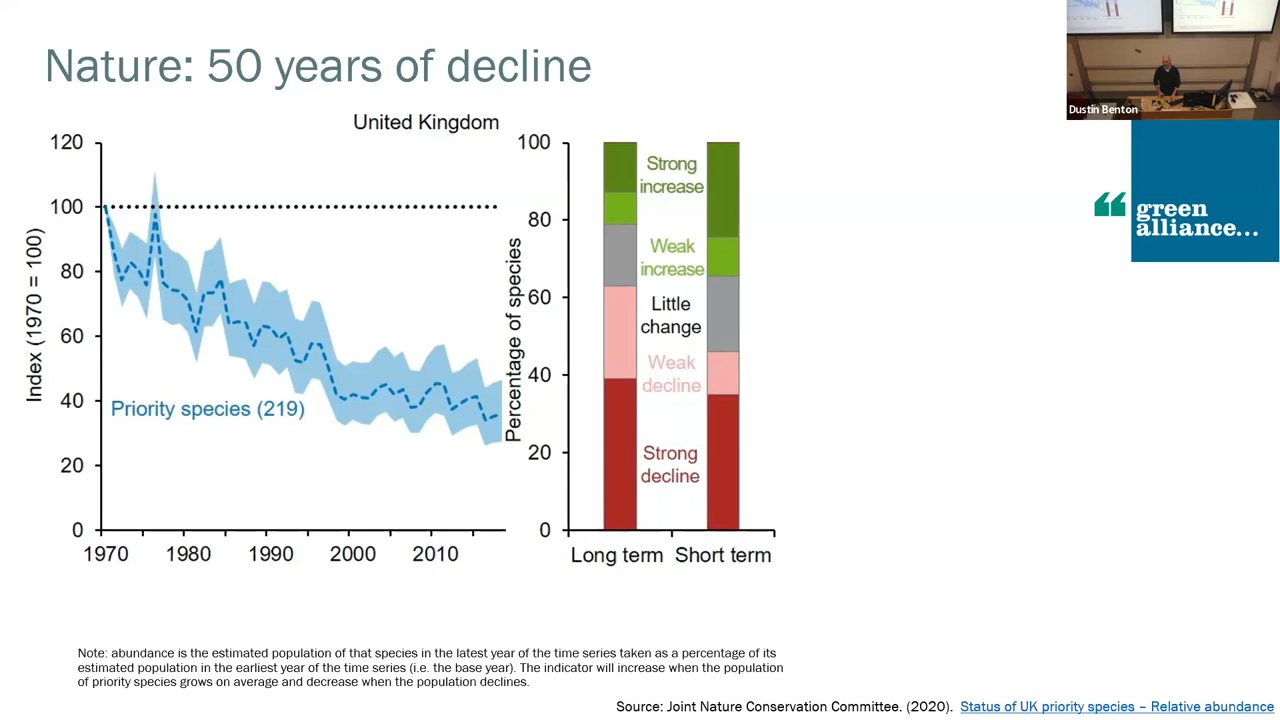 Nature: 50 years of decline
Dustin Benton
green
alliance...
United Kingdom
Index (1970 = 100)
120
100
80
60
40
20
0
Priority species (219)
1970
1980
1990
2000
2010
Percentage of species
100
80
60
40
20
0
Strong
increase
Weak
increase
Little
change
Weak
decline
Strong
decline
Long term
Short term
Note: abundance is the estimated population of that species in the latest year of the time series taken as a percentage of its
estimated population in the earliest year of the time series (i.e. the base year). The indicator will increase when the population
of priority species grows on average and decrease when the population declines.
Source: Joint Nature Conservation Committee. (2020). Status of UK priority species – Relative abundance